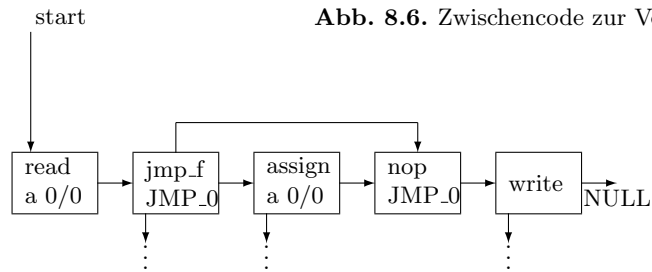 start
Abb. 8.6. Zwischencode zur
read
a 0/0
jmp_f
JMP_0
assign
a 0/0
nop
JMP_0
write
NULL